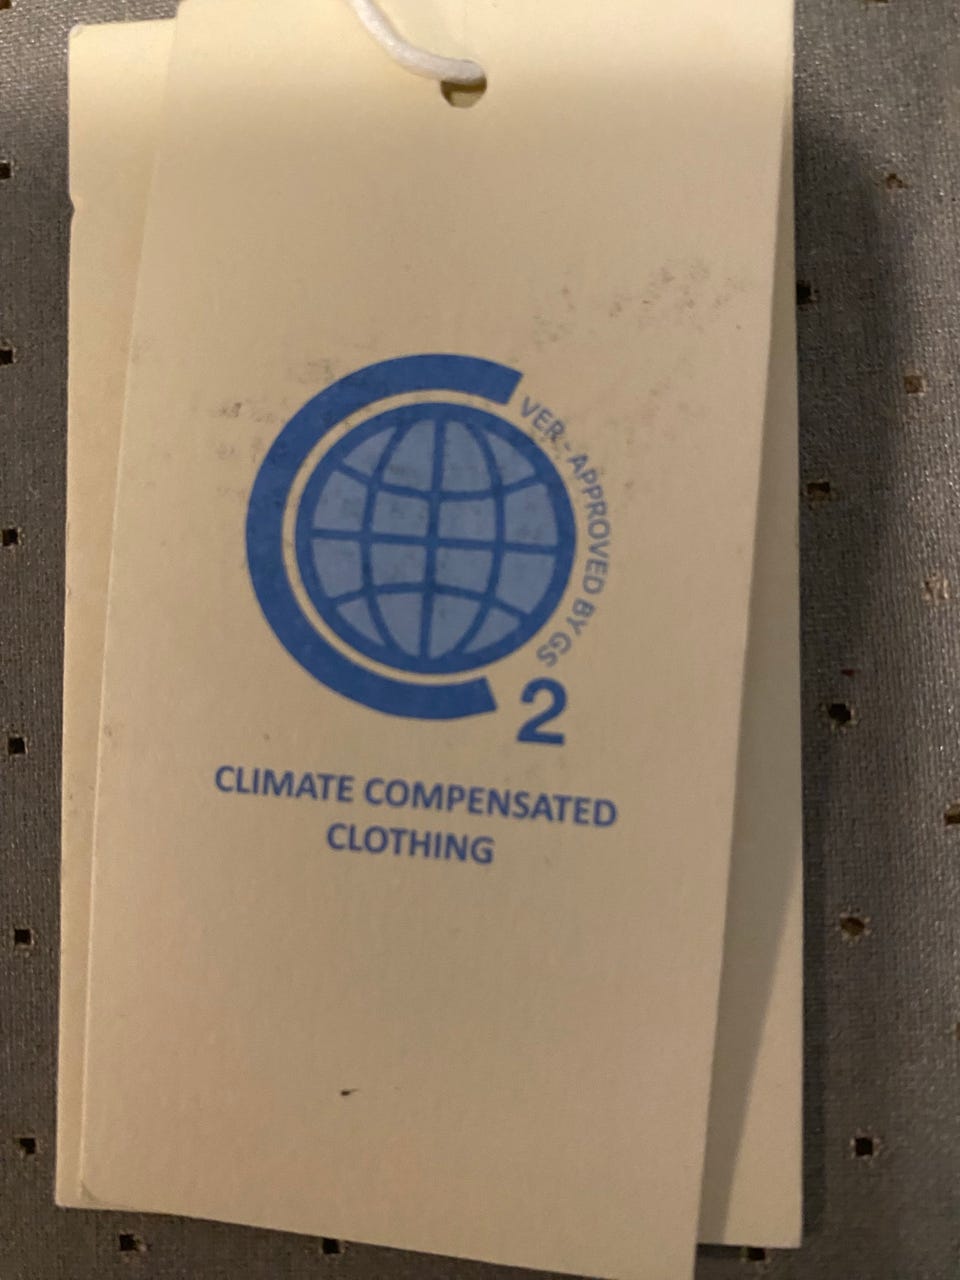 VER - APPROVED BY GS
2
CLIMATE COMPENSATED
CLOTHING